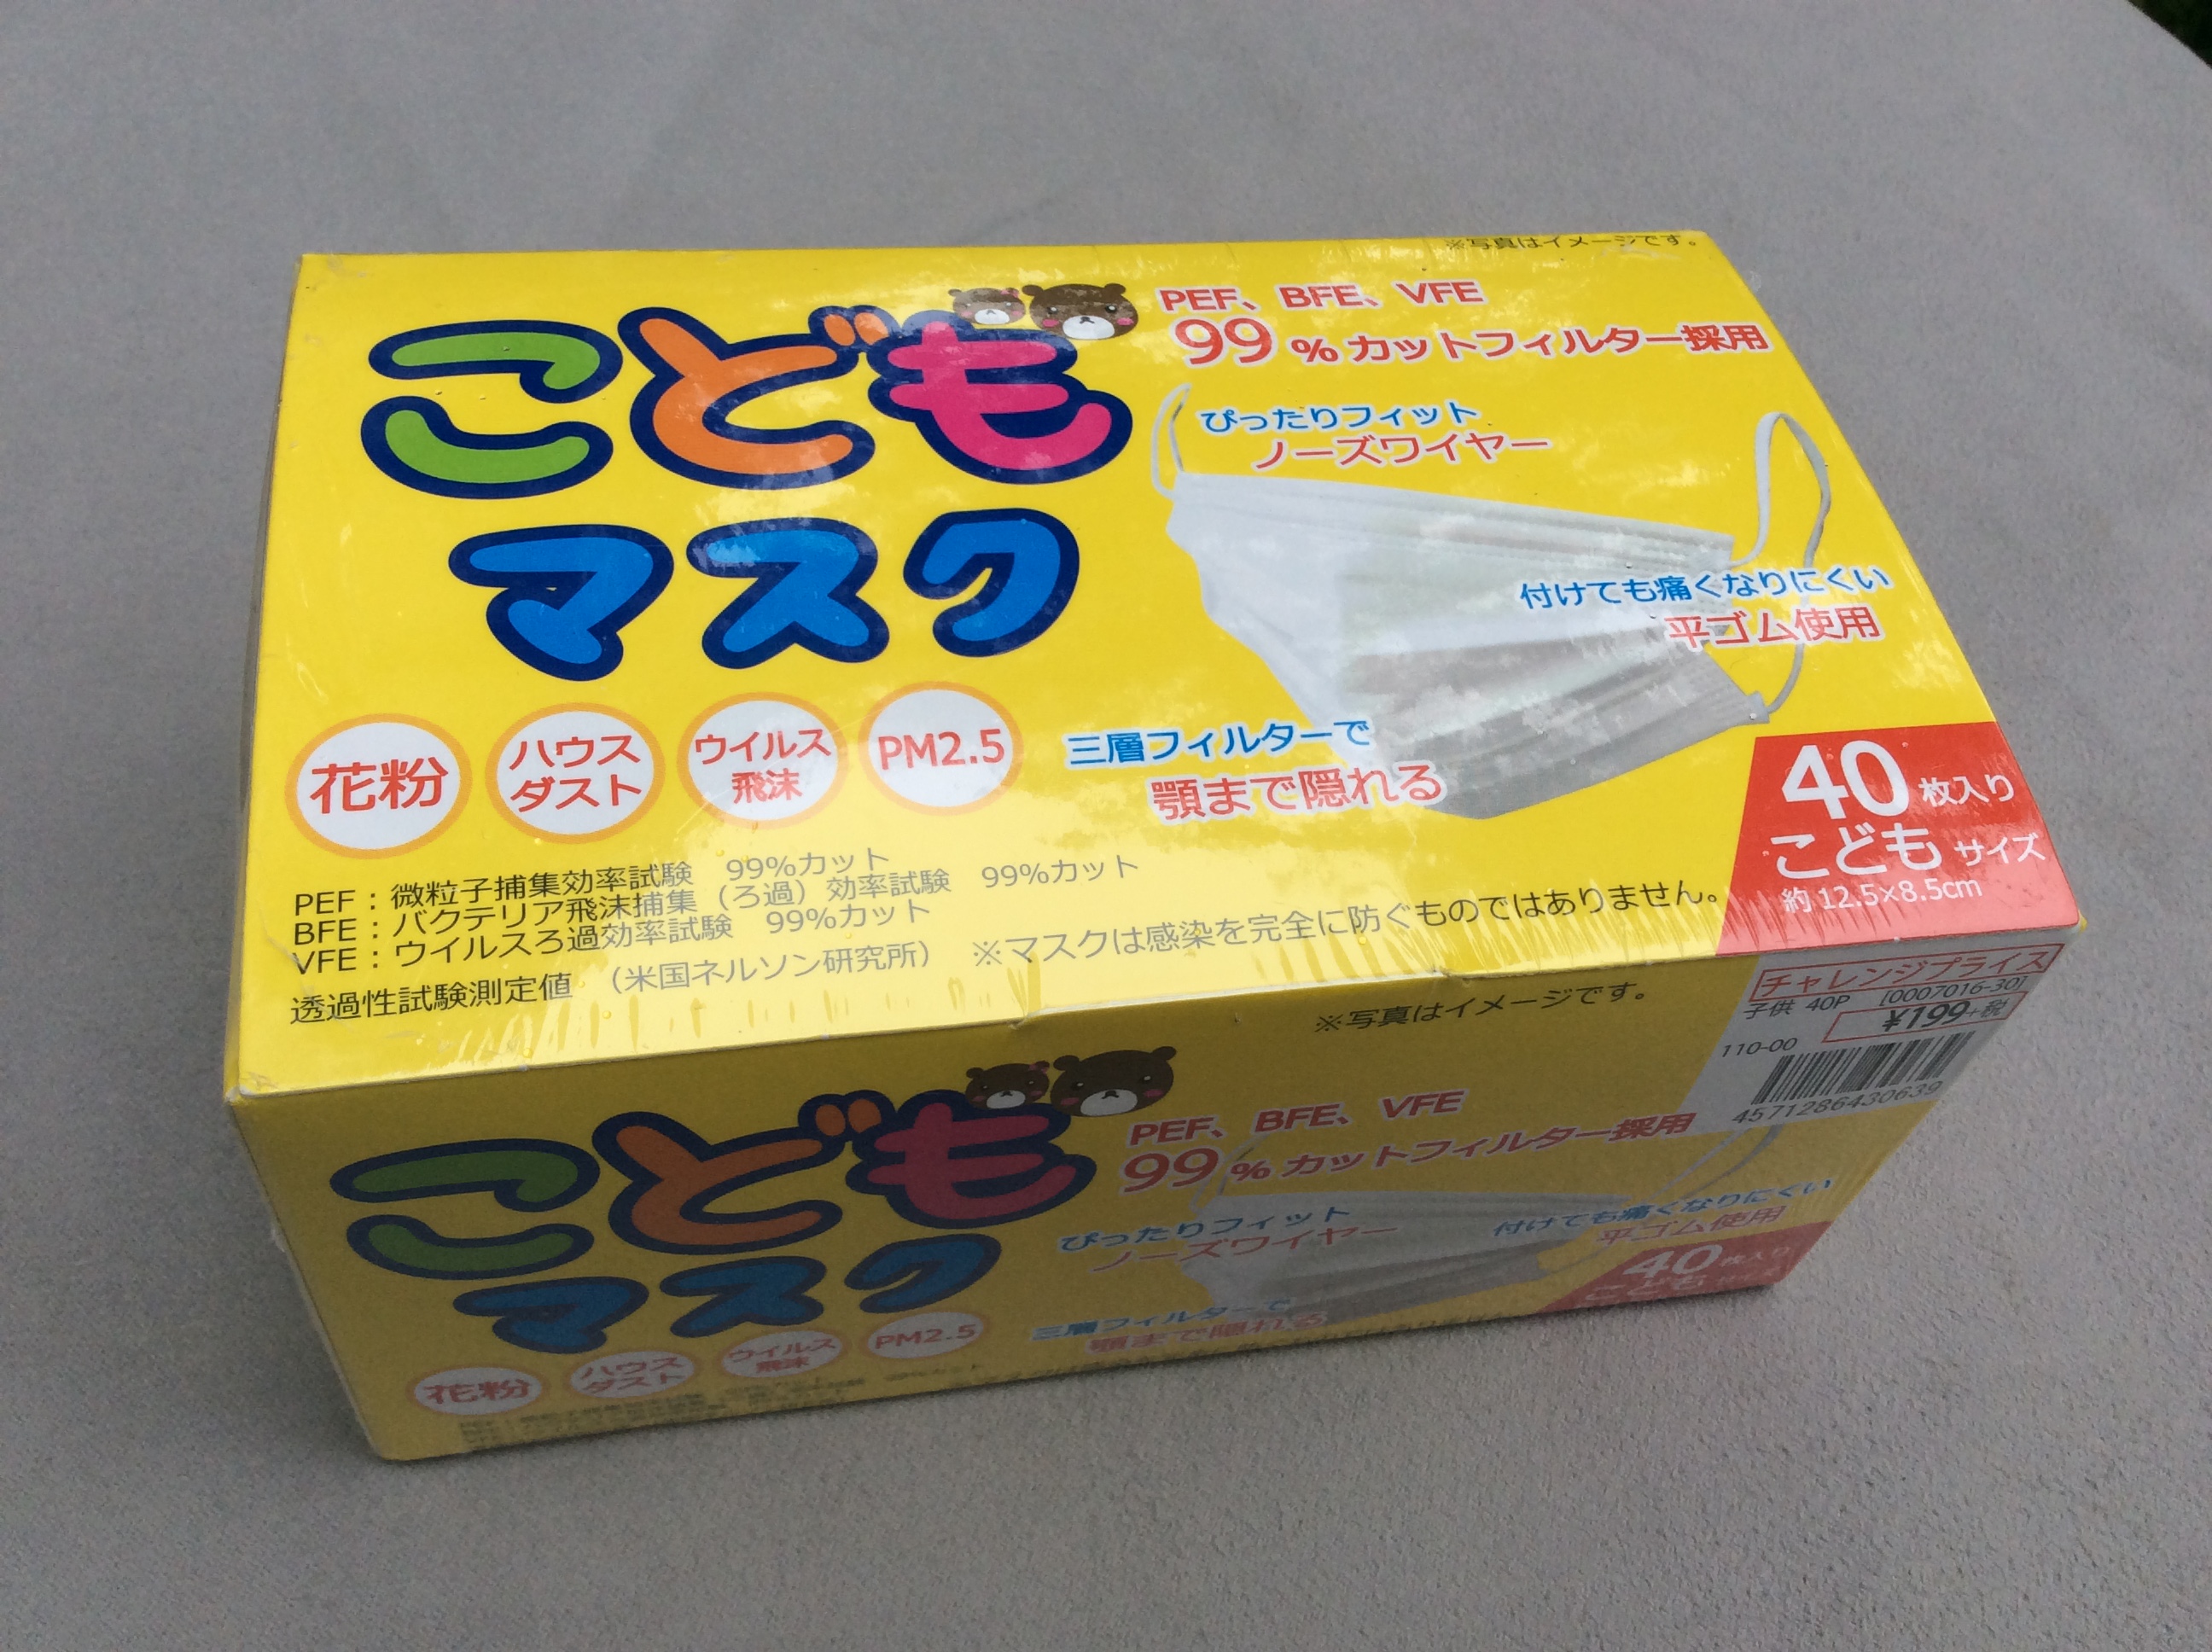 ※写真はイメージです。
こども
マスク
PEF、BFE、VFE
99%カットフィルター採用
ぴったりフィット
ノーズワイヤー
付けても痛くなりにくい
平ゴム使用
三層フィルターで
顎まで隠れる
花粉
ハウス
ダスト
ウイルス
飛沫
PM2.5
40枚入り
こどもサイズ
約12.5×8.5cm
PEF：微粒子捕集効率試験　99%カット
BFE：バクテリア飛沫捕集（ろ過）効率試験　99%カット
VFE：ウイルスろ過効率試験　99%カット
透過性試験測定値　（米国ネルソン研究所）　※マスクは感染を完全に防ぐものではありません。
※写真はイメージです。
チャレンジプライス
子供 40P [0007016-30]
¥199+税
110-00
4571286430639
こども
マスク
PEF、BFE、VFE
99%カットフィルター採用
ぴったりフィット
ノーズワイヤー
付けても痛くなりにくい
平ゴム使用
三層フィルターで
顎まで隠れる
40枚入り
こども
花粉
ハウス
ダスト
ウイルス
飛沫
PM2.5